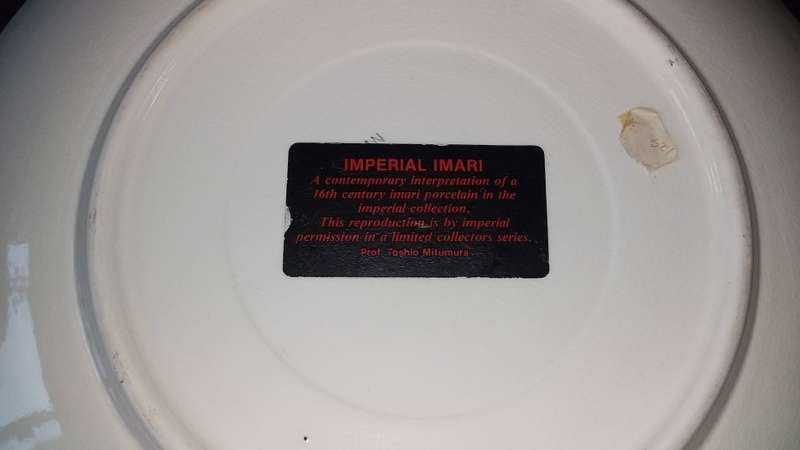 IMPERIAL IMARI
A contemporary interpretation of a
16th century imari porcelain in the
imperial collection.
This reproduction is by imperial
permission in a limited collectors series.
Prof. Toshio Mitumura